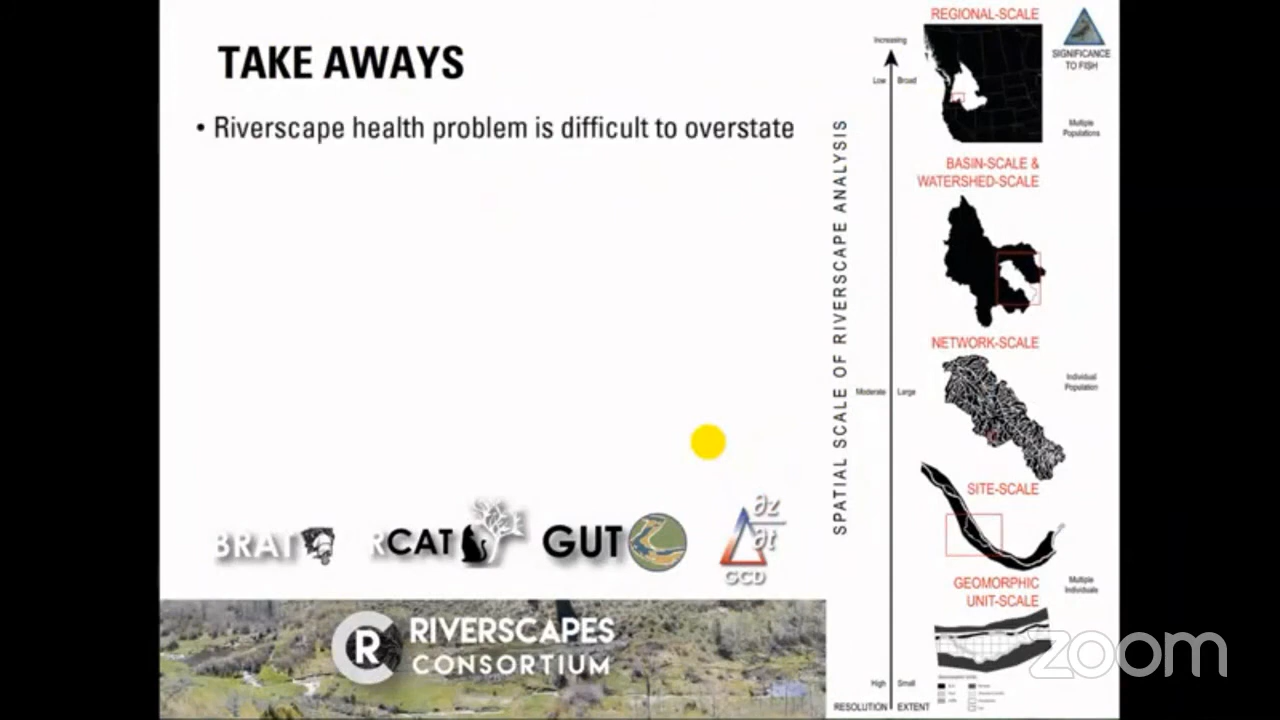 TAKE AWAYS
• Riverscape health problem is difficult to overstate
BRAT
RCAT
GUT
∂z
∂t
GCD
RIVERSCAPES
CONSORTIUM
SPATIAL SCALE OF RIVERSCAPE ANALYSIS
Increasing
Low
Broad
Moderate
Large
High
Small
RESOLUTION
EXTENT
REGIONAL-SCALE
BASIN-SCALE &
WATERSHED-SCALE
NETWORK-SCALE
SITE-SCALE
GEOMORPHIC
UNIT-SCALE
SIGNIFICANCE
TO FISH
Multiple
Populations
Individual
Population
Multiple
Individuals
zoom